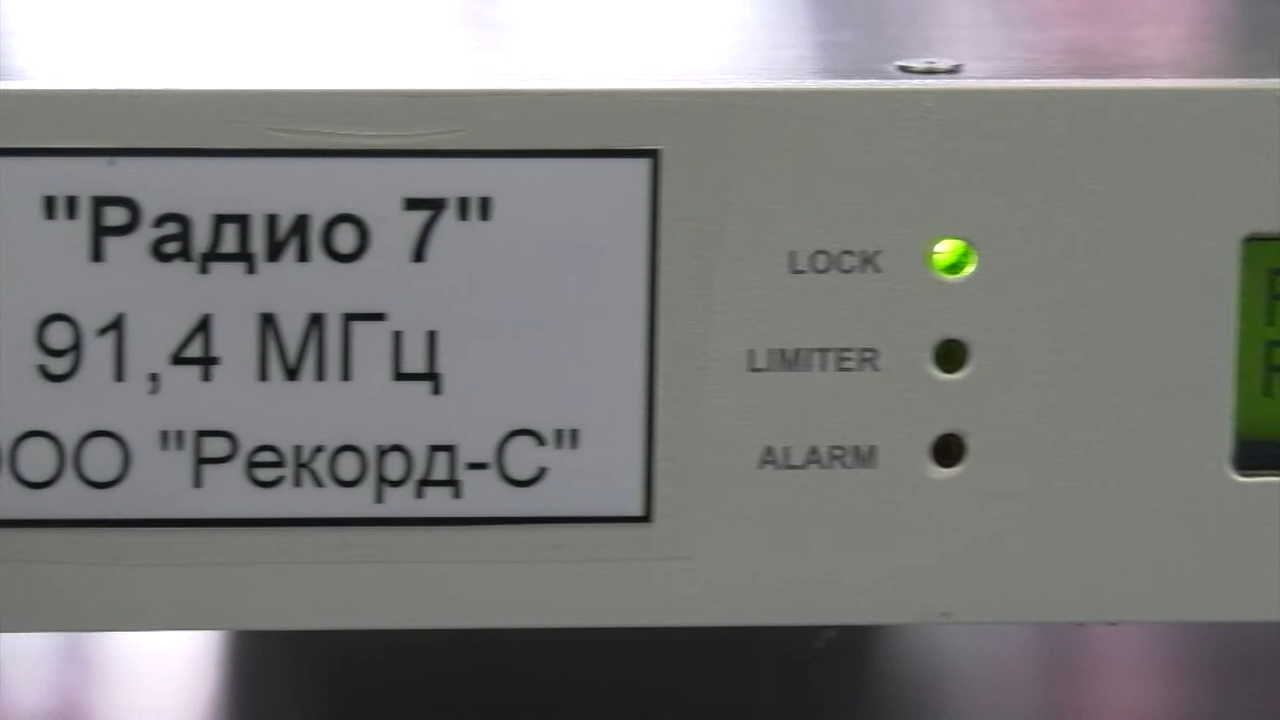 "Радио 7"
91,4 МГц
ООО "Рекорд-С"
LOCK
LIMITER
ALARM